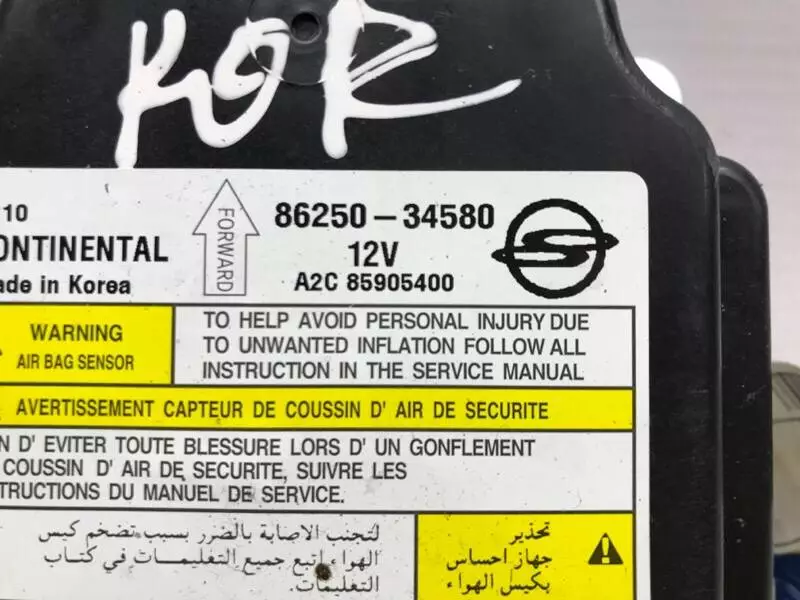 KOR
10
86250-34580
ONTINENTAL
12V
ade in Korea
A2C 85905400
FORWARD
WARNING
AIR BAG SENSOR
TO HELP AVOID PERSONAL INJURY DUE
TO UNWANTED INFLATION FOLLOW ALL
INSTRUCTION IN THE SERVICE MANUAL
AVERTISSEMENT CAPTEUR DE COUSSIN D' AIR DE SECURITE
N D' EVITER TOUTE BLESSURE LORS D' UN GONFLEMENT
COUSSIN D' AIR DE SECURITE, SUIVRE LES
TRUCTIONS DU MANUEL DE SERVICE.
تحذير
جهاز احساس
بكيس الهواء
لتجنب الاصابة بالضرر بسبب تضخم كيس
الهواء اتبع جميع التعليمات في كتاب
التعليمات.